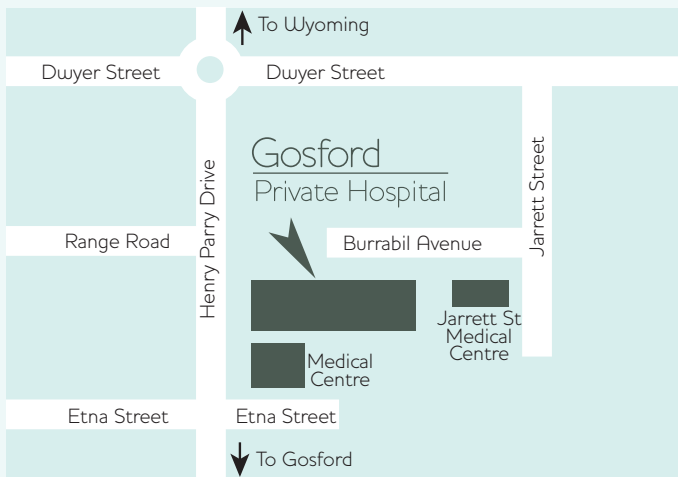 To Wyoming
Dwyer Street
Dwyer Street
Gosford
Private Hospital
Jarrett Street
Henry Parry Drive
Range Road
Burrabil Avenue
Jarrett St
Medical
Centre
Medical
Centre
Etna Street
Etna Street
To Gosford